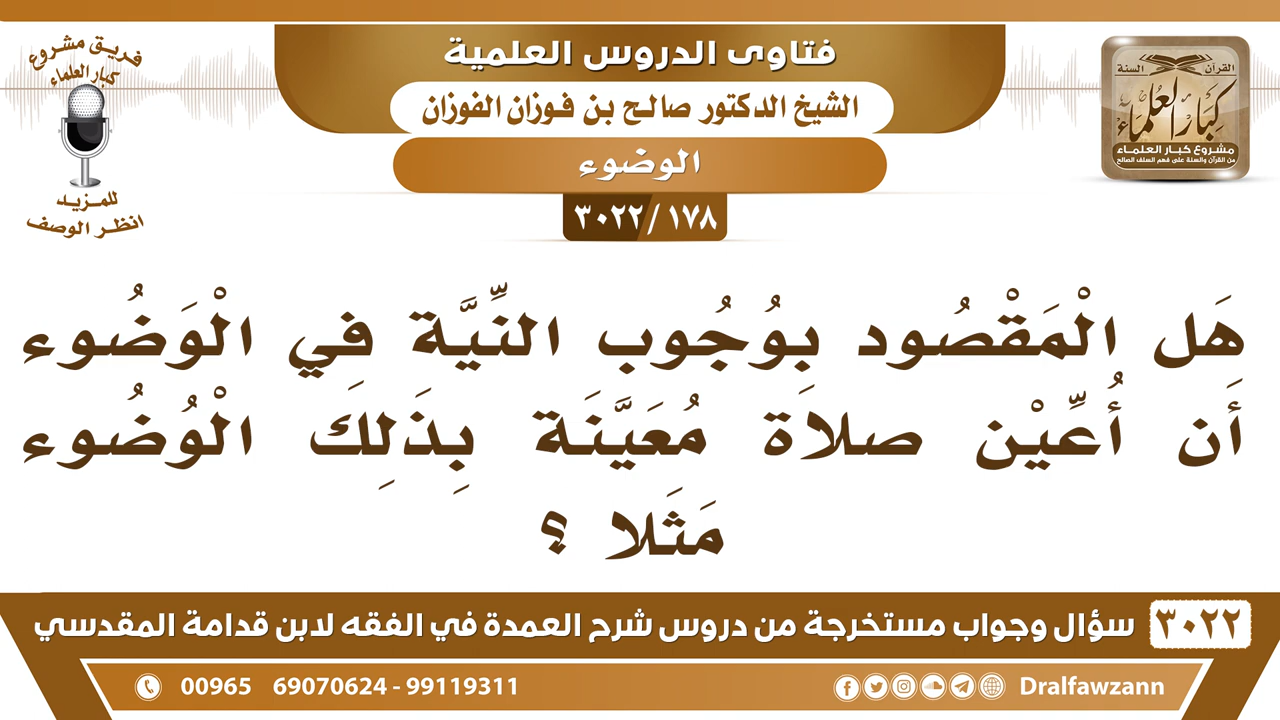 فريق مشروع
كبار العلماء
للمزيد
انظر الوصف
فتاوى الدروس العلمية
الشيخ الدكتور صالح بن فوزان الفوزان
الوضوء
١٧٨/ ٣٠٢٢
القرآن السنة
كبار العلماء
مشروع كبار العلماء
من القرآن والسنة على فهم السلف الصالح
هَل الْمَقْصُود بِوُجُوب النِّيَّة في الْوَضُوء
أَن أُعِّيْن صلاَة مُعَيَّنَة بِذَلِكَ الْوُضُوء
مَثَلا ؟
٣٠٢٢ سؤال وجواب مستخرجة من دروس شرح العمدة في الفقه لابن قدامة المقدسي
00965 69070624 - 99119311
Dralfawzann